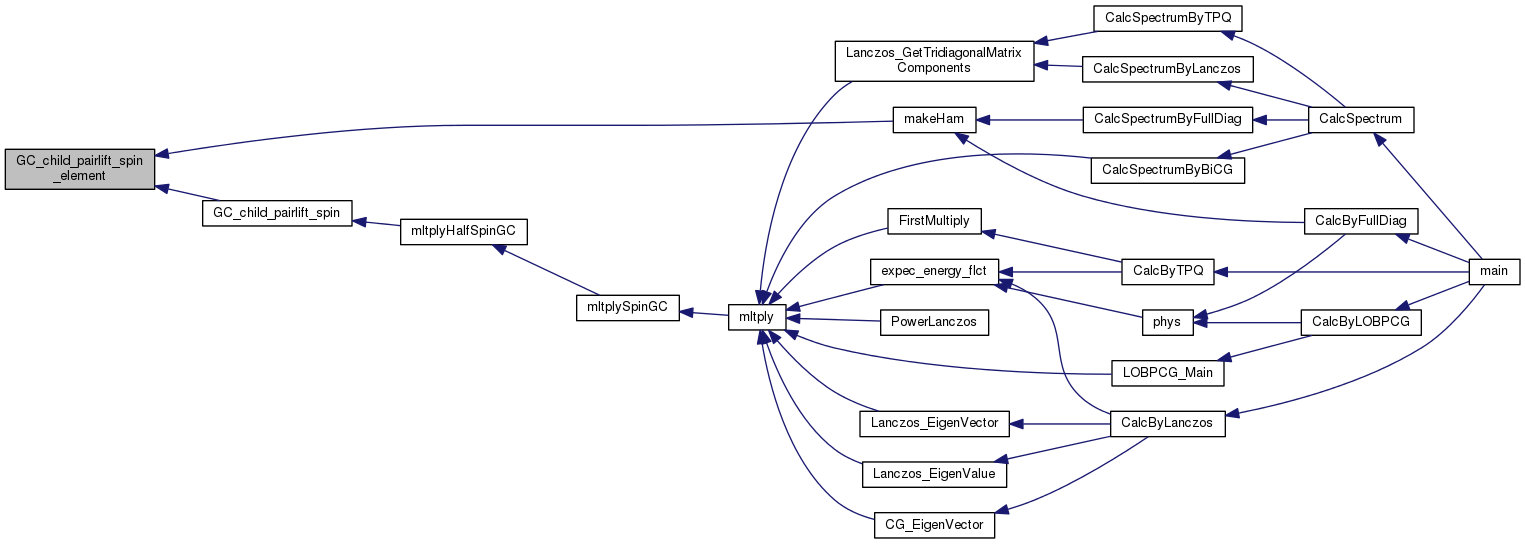 GC_child_pairlift_spin
_element
GC_child_pairlift_spin
mltplyHalfSpinGC
mltplySpinGC
mltply
Lanczos_GetTridiagonalMatrix
Components
makeHam
FirstMultiply
expec_energy_flct
PowerLanczos
Lanczos_EigenVector
Lanczos_EigenValue
CG_EigenVector
CalcSpectrumByTPQ
CalcSpectrumByLanczos
CalcSpectrumByFullDiag
CalcSpectrumByBiCG
CalcByTPQ
phys
LOBPCG_Main
CalcByLanczos
CalcSpectrum
CalcByFullDiag
CalcByLOBPCG
main